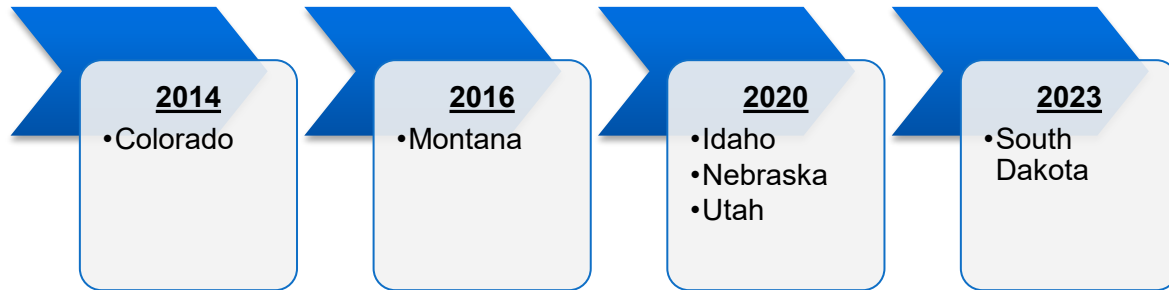 2014
•Colorado
2016
•Montana
2020
•Idaho
•Nebraska
•Utah
2023
•South
Dakota